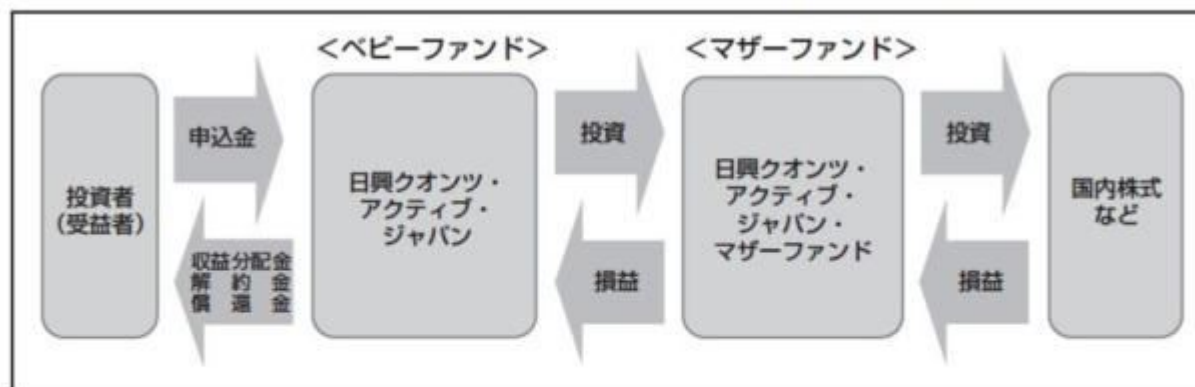 <ベビーファンド>
<マザーファンド>
投資者
(受益者)
申込金
収益分配金
解約金
償還金
日興クオンツ・
アクティブ・
ジャパン
投資
損益
日興クオンツ・
アクティブ・
ジャパン・
マザーファンド
投資
損益
国内株式
など